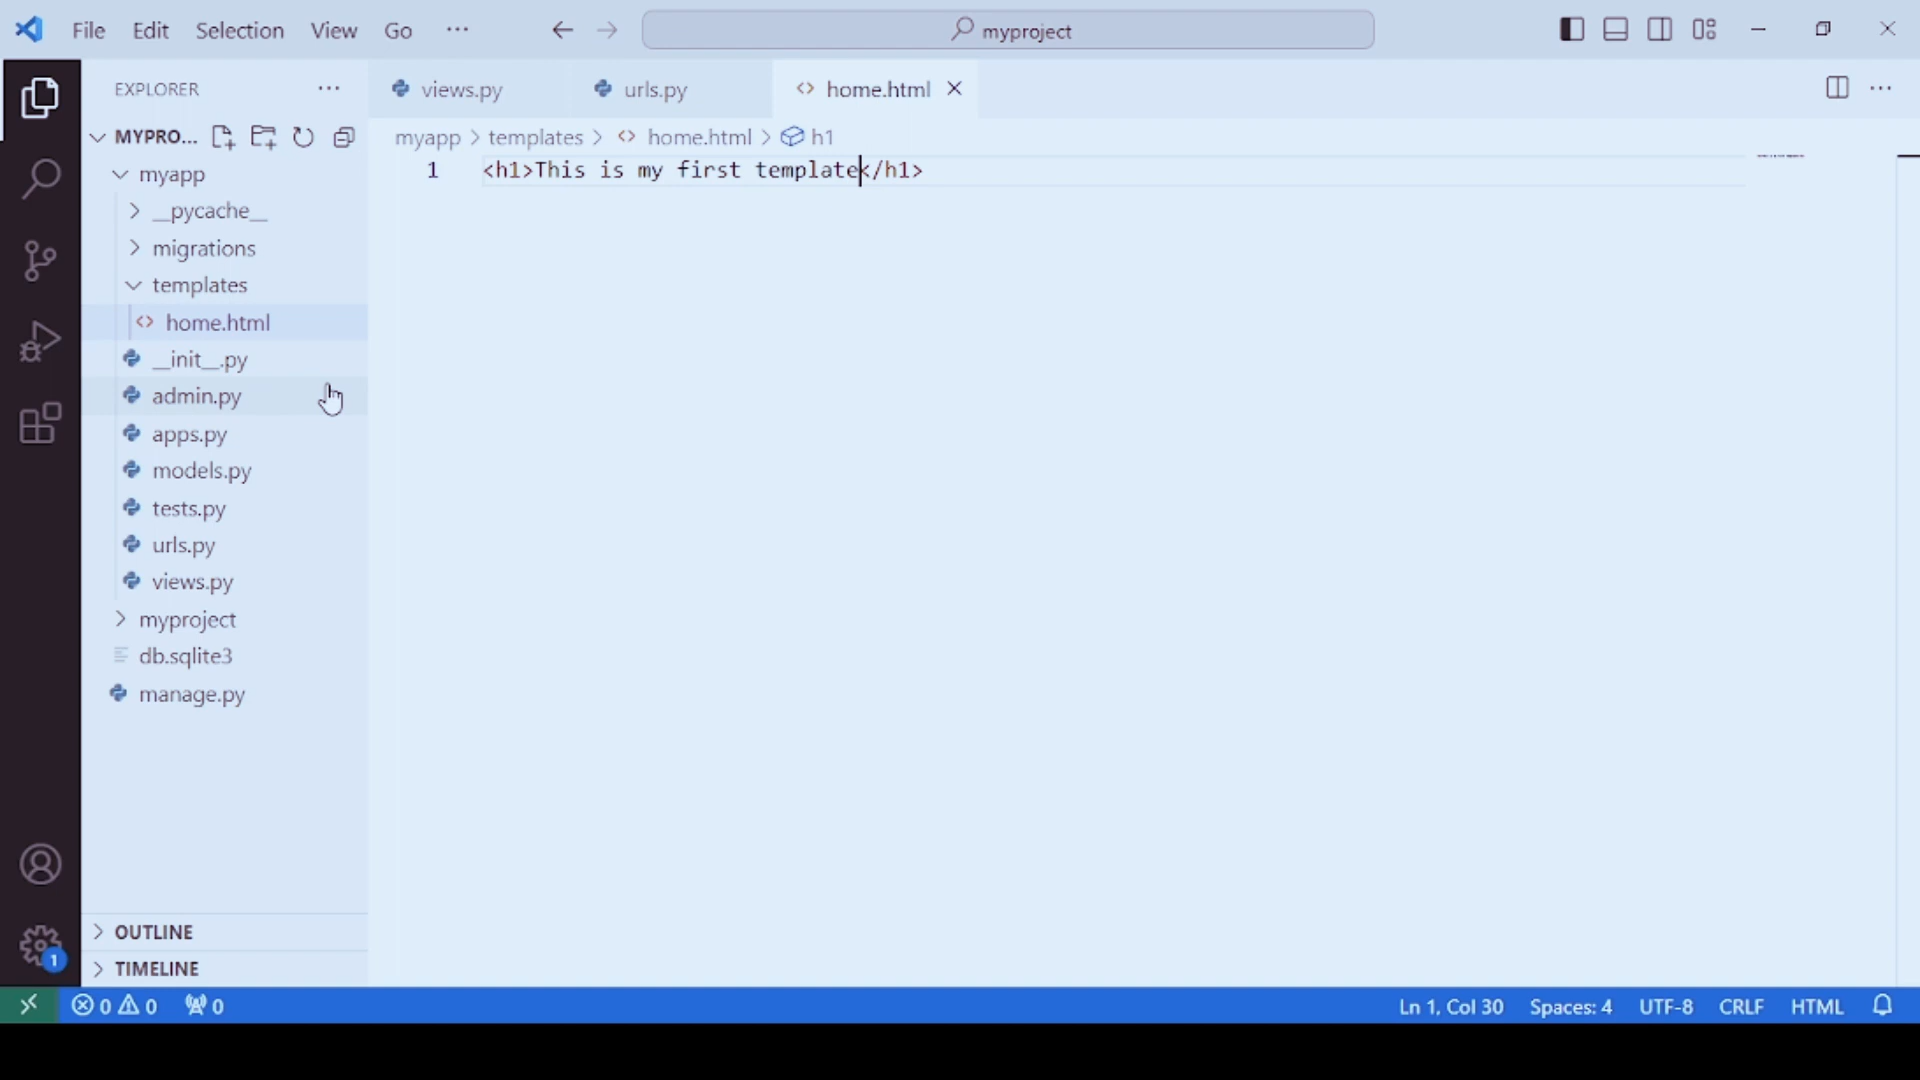 File Edit Selection View Go ··· myproject
EXPLORER ···
MYPRO...
myapp
__pycache__
migrations
templates
home.html
__init__.py
admin.py
apps.py
models.py
tests.py
urls.py
views.py
myproject
db.sqlite3
manage.py
OUTLINE
TIMELINE
views.py urls.py home.html
myapp > templates > home.html > h1
1 <h1>This is my first template</h1>
1
0 0 0 Ln 1, Col 30 Spaces: 4 UTF-8 CRLF HTML